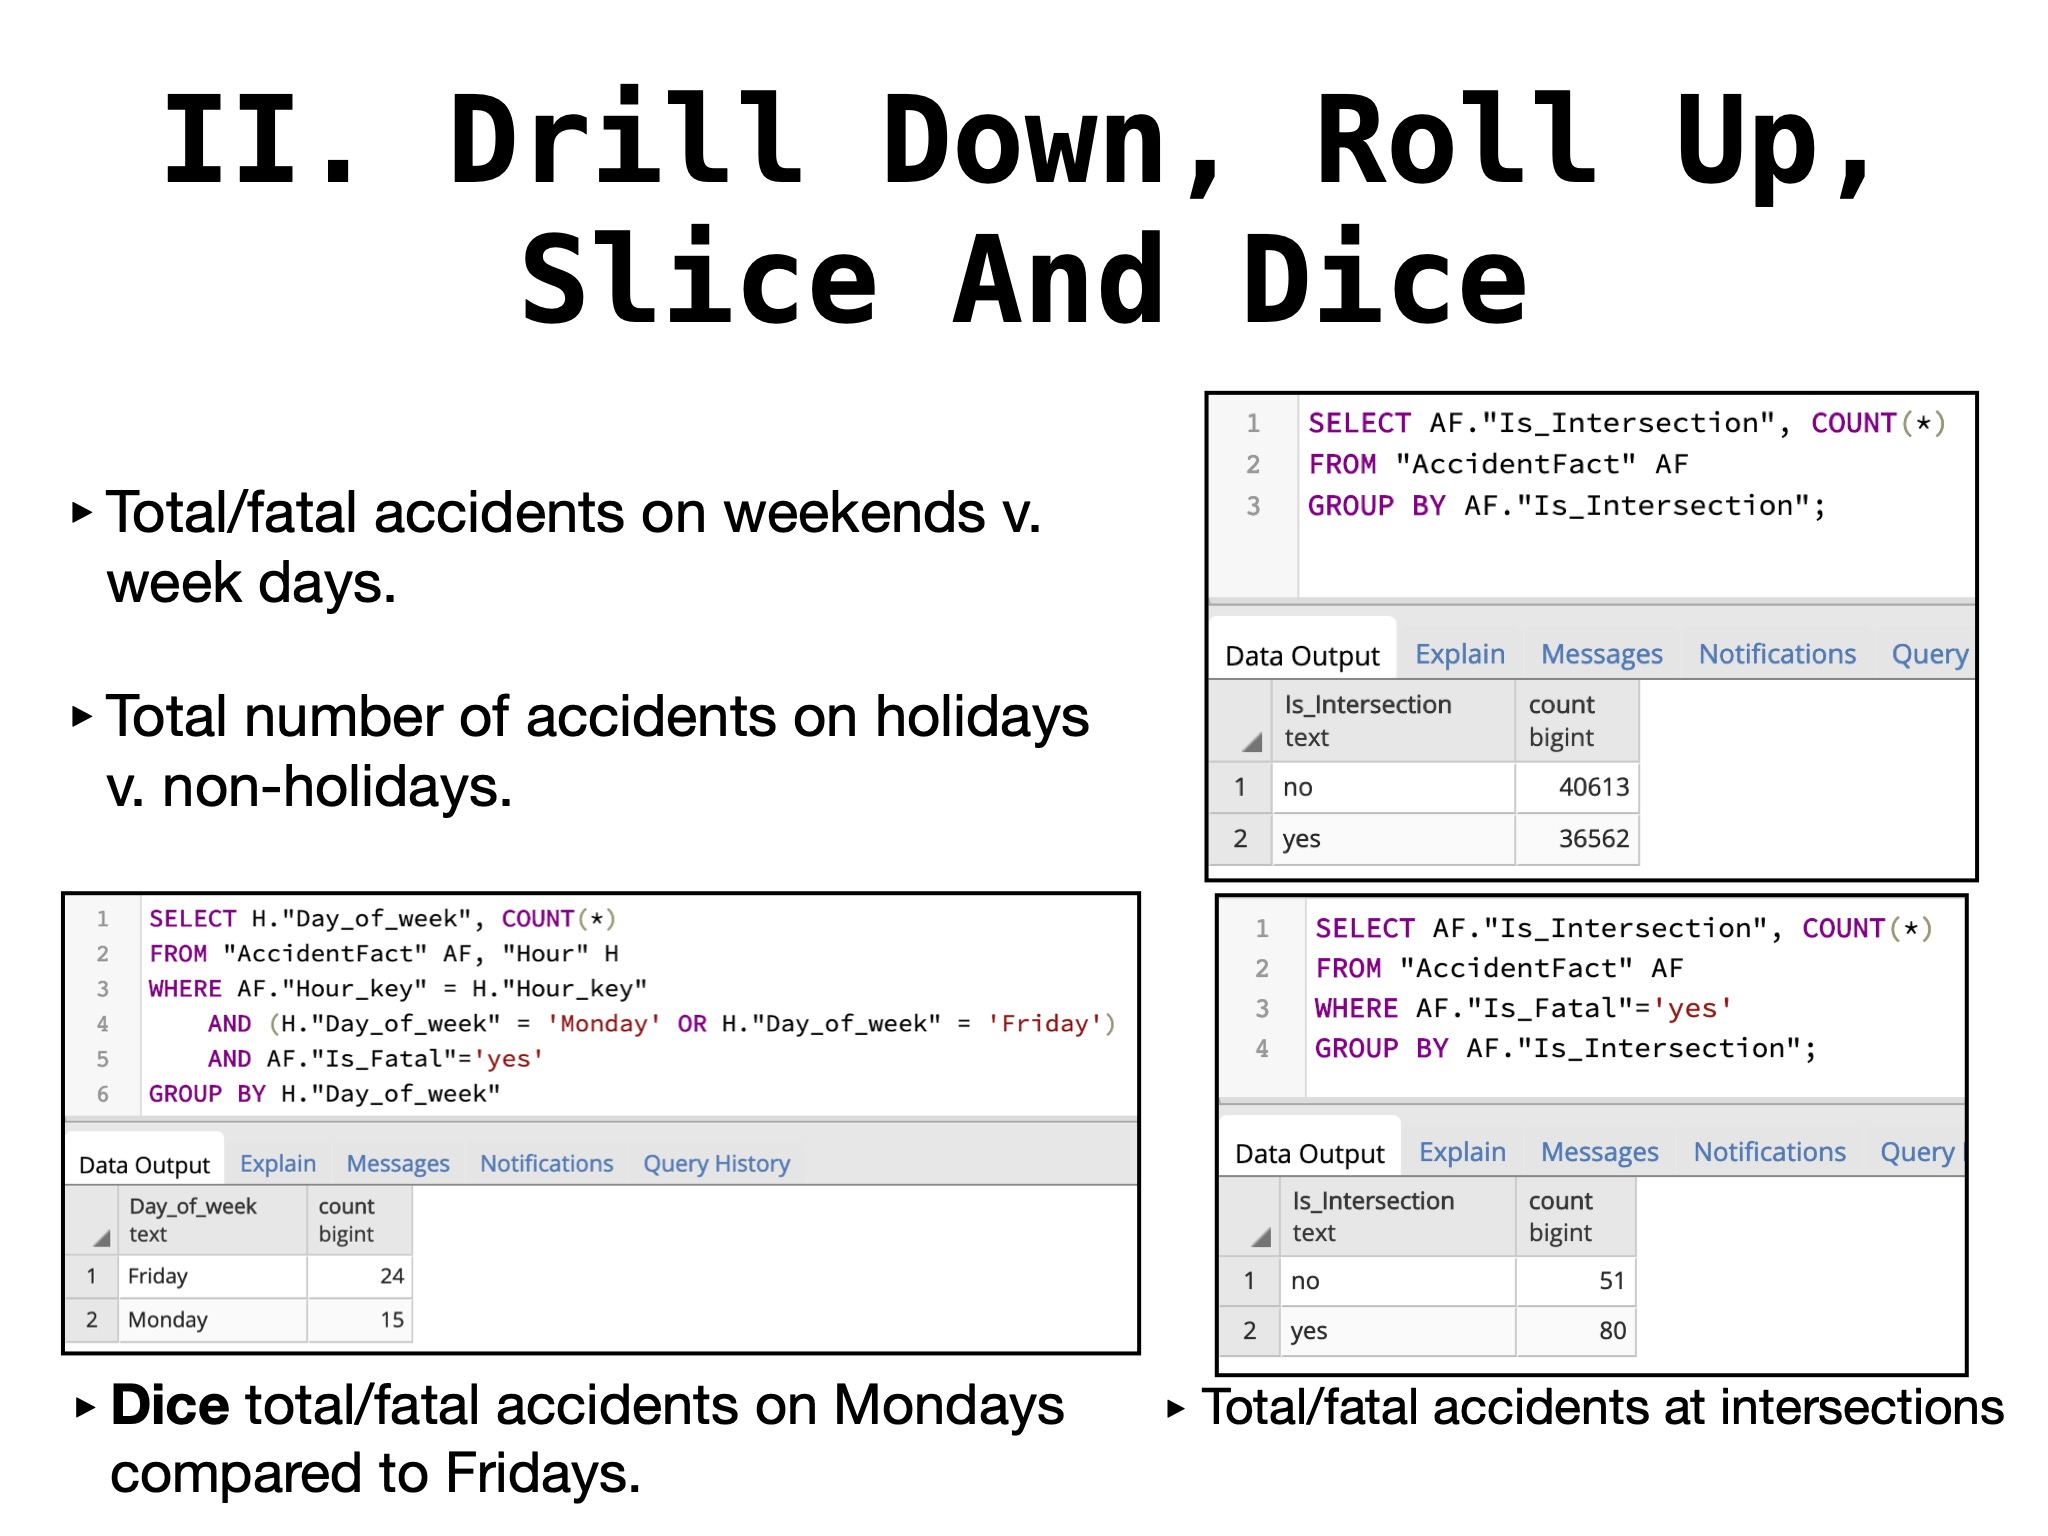 II. Drill Down, Roll Up,
Slice And Dice
‣ Total/fatal accidents on weekends v.
week days.
‣ Total number of accidents on holidays
v. non-holidays.
1 SELECT H."Day_of_week", COUNT(*)
2 FROM "AccidentFact" AF, "Hour" H
3 WHERE AF."Hour_key" = H."Hour_key"
4 AND (H."Day_of_week" = 'Monday' OR H."Day_of_week" = 'Friday')
5 AND AF."Is_Fatal"='yes'
6 GROUP BY H."Day_of_week"
Data Output Explain Messages Notifications Query History
Day_of_week count
text bigint
1 Friday 24
2 Monday 15
‣ Dice total/fatal accidents on Mondays
compared to Fridays.
1 SELECT AF."Is_Intersection", COUNT(*)
2 FROM "AccidentFact" AF
3 GROUP BY AF."Is_Intersection";
Data Output Explain Messages Notifications Query
Is_Intersection count
text bigint
1 no 40613
2 yes 36562
1 SELECT AF."Is_Intersection", COUNT(*)
2 FROM "AccidentFact" AF
3 WHERE AF."Is_Fatal"='yes'
4 GROUP BY AF."Is_Intersection";
Data Output Explain Messages Notifications Query
Is_Intersection count
text bigint
1 no 51
2 yes 80
‣ Total/fatal accidents at intersections